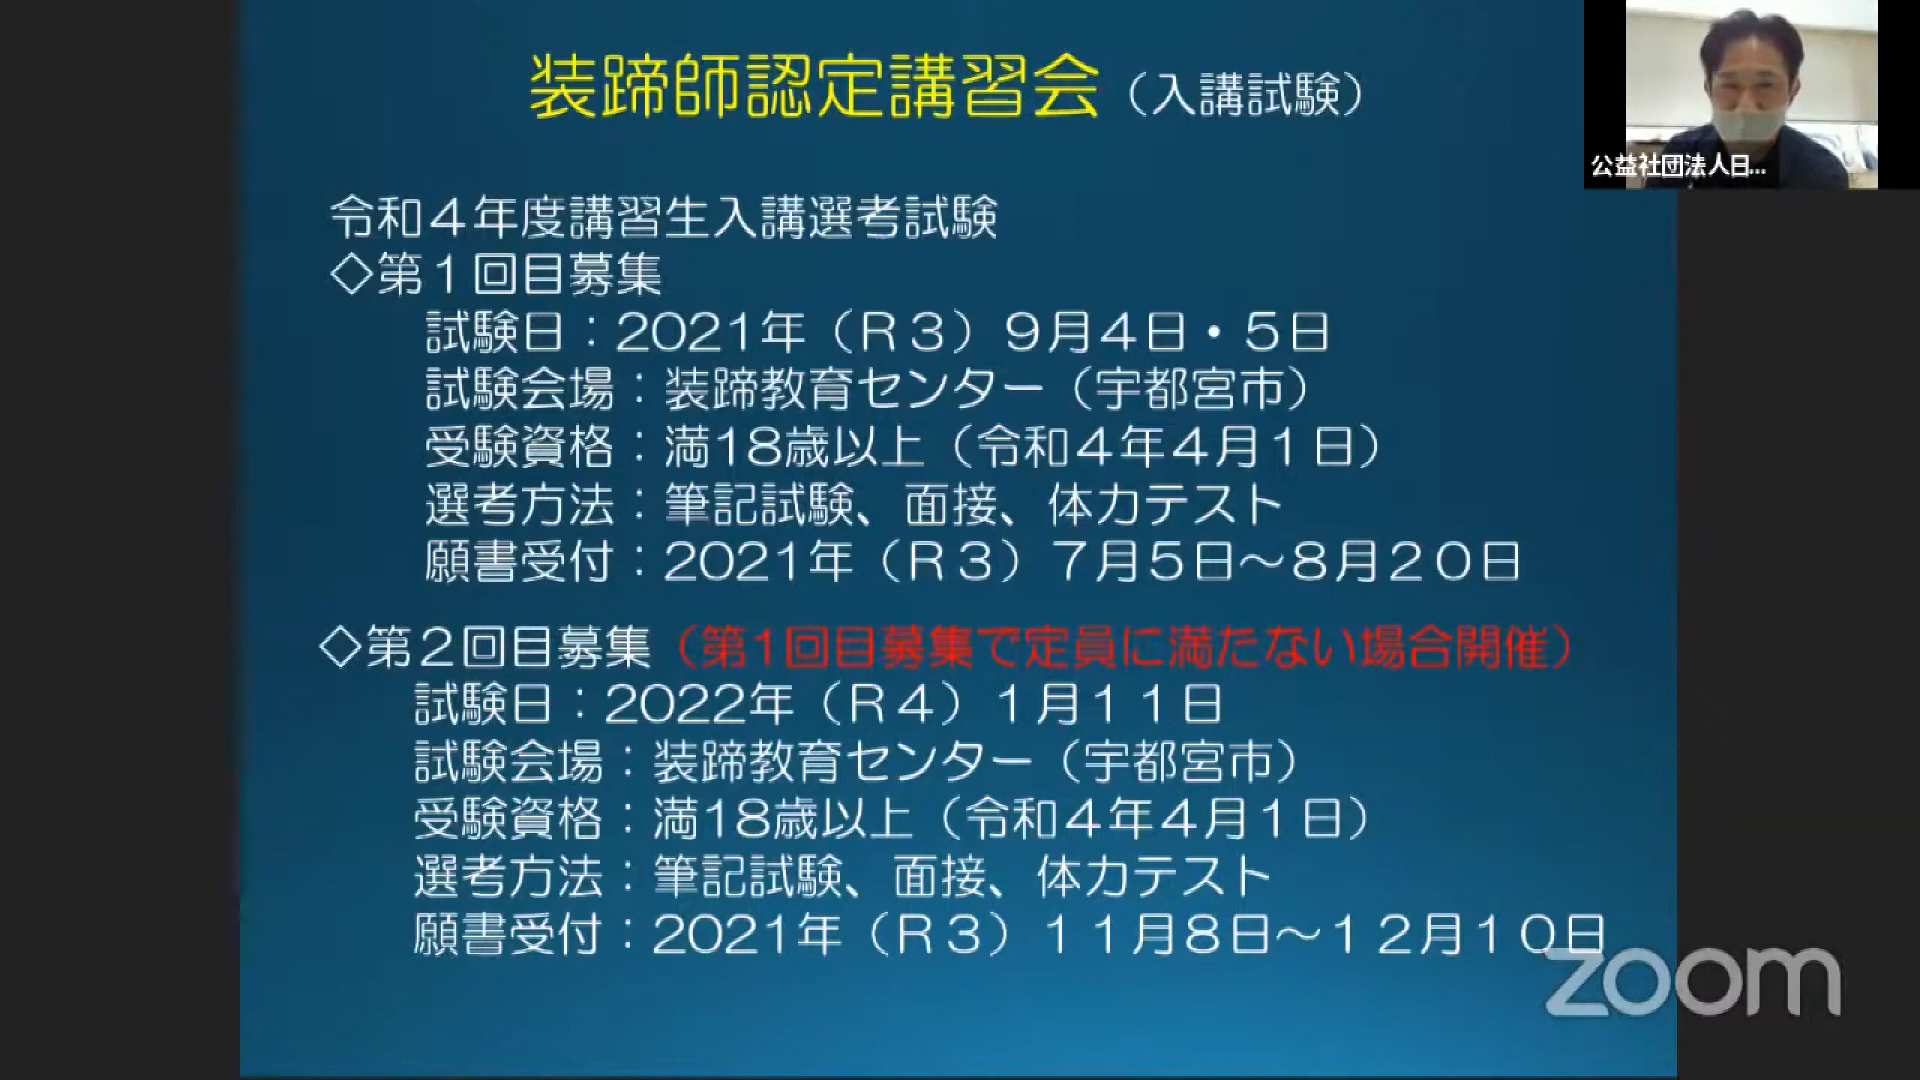 装蹄師認定講習会（入講試験）
公益社団法人日...
令和４年度講習生入講選考試験
◇第１回目募集
試験日：2021年（Ｒ３）９月４日・５日
試験会場：装蹄教育センター（宇都宮市）
受験資格：満18歳以上（令和４年４月１日）
選考方法：筆記試験、面接、体力テスト
願書受付：2021年（Ｒ３）７月５日～８月２０日
◇第２回目募集（第1回目募集で定員に満たない場合開催）
試験日：2022年（Ｒ４）１月１１日
試験会場：装蹄教育センター（宇都宮市）
受験資格：満18歳以上（令和４年４月１日）
選考方法：筆記試験、面接、体力テスト
願書受付：2021年（Ｒ３）１１月８日～１２月１０日
zoom